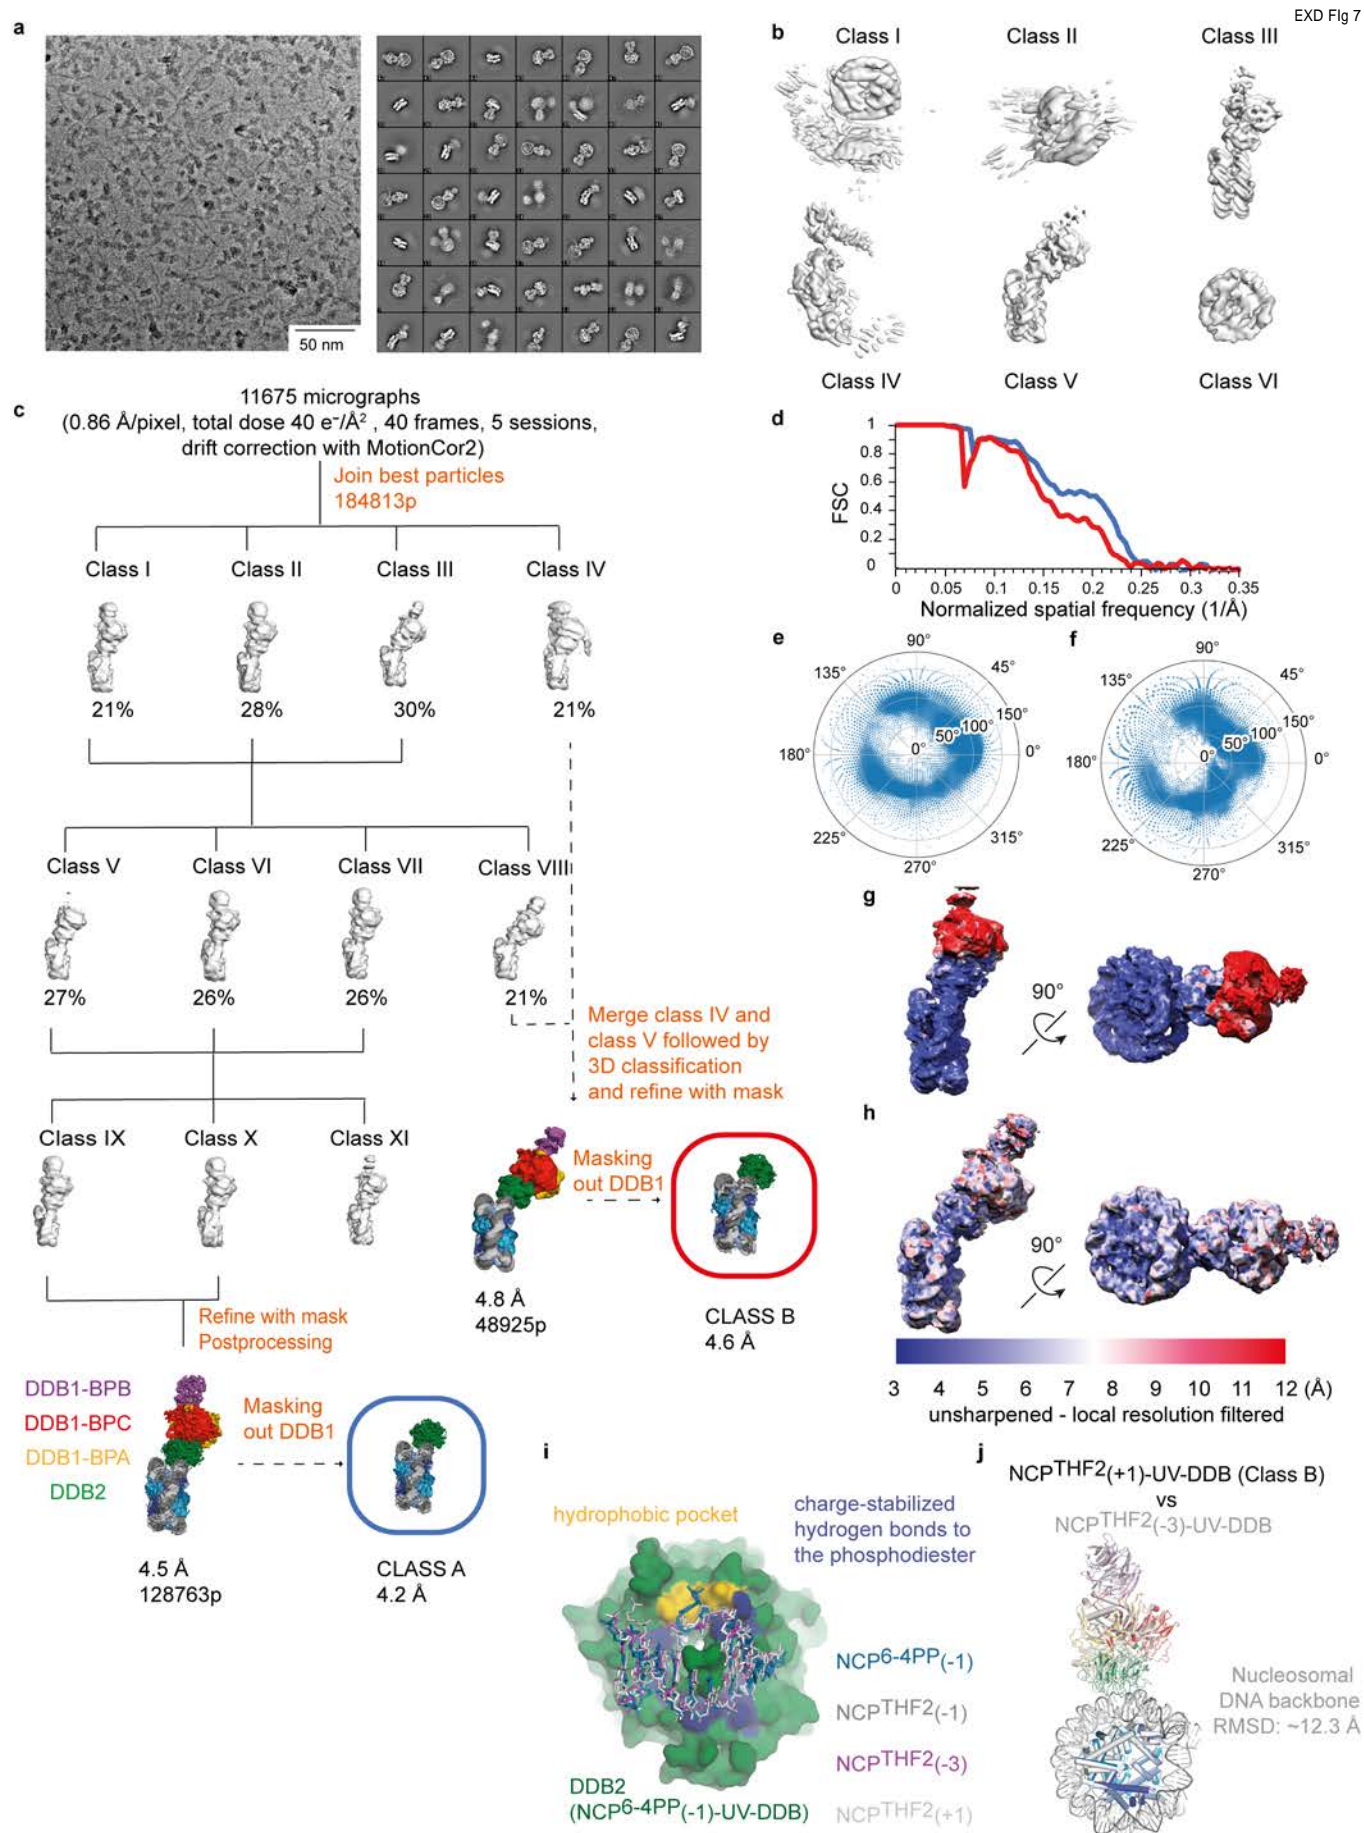 EXD FIg 7
a
50 nm
b
Class I
Class II
Class III
Class IV
Class V
Class VI
c
11675 micrographs
(0.86 Å/pixel, total dose 40 e⁻/Å² , 40 frames, 5 sessions,
drift correction with MotionCor2)
Join best particles
184813p
Class I
Class II
Class III
Class IV
21%
28%
30%
21%
Class V
Class VI
Class VII
Class VIII
27%
26%
26%
21%
Merge class IV and
class V followed by
3D classification
and refine with mask
Class IX
Class X
Class XI
Masking
out DDB1
4.8 Å
48925p
CLASS B
4.6 Å
Refine with mask
Postprocessing
DDB1-BPB
DDB1-BPC
DDB1-BPA
DDB2
Masking
out DDB1
4.5 Å
128763p
CLASS A
4.2 Å
d
FSC
1
0.8
0.6
0.4
0.2
0
0
0.05
0.1
0.15
0.2
0.25
0.3
0.35
Normalized spatial frequency (1/Å)
e
90°
135°
45°
150°
100°
50°
0°
180°
0°
225°
315°
270°
f
90°
135°
45°
150°
100°
50°
0°
180°
0°
225°
315°
270°
g
90°
h
90°
3 4 5 6 7 8 9 10 11 12 (Å)
unsharpened - local resolution filtered
i
hydrophobic pocket
charge-stabilized
hydrogen bonds to
the phosphodiester
NCP6-4PP(-1)
NCPTHF2(-1)
NCPTHF2(-3)
NCPTHF2(+1)
DDB2
(NCP6-4PP(-1)-UV-DDB)
j
NCPTHF2(+1)-UV-DDB (Class B)
vs
NCPTHF2(-3)-UV-DDB
Nucleosomal
DNA backbone
RMSD: ~12.3 Å